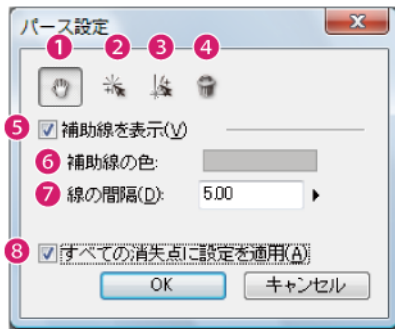 パース設定
1 2 3 4
5 補助線を表示(V)
6 補助線の色:
7 線の間隔(D): 5.00
8 すべての消失点に設定を適用(A)
OK キャンセル